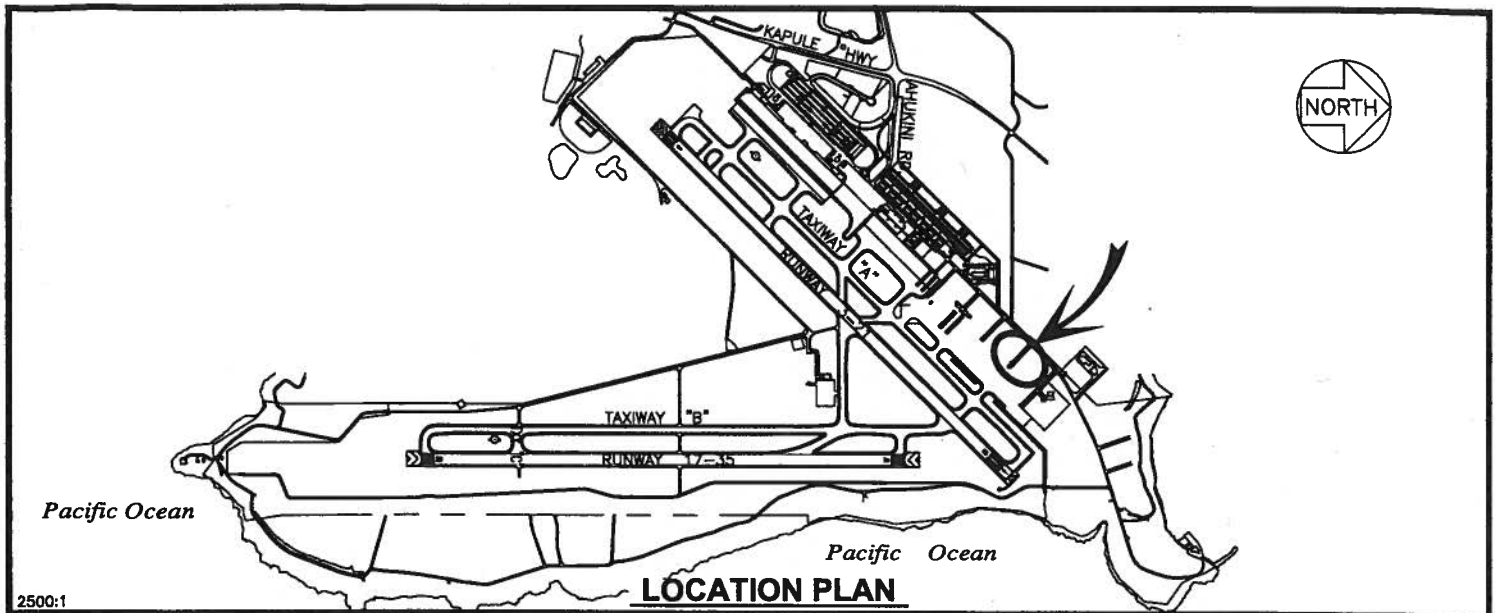 KAPULE HWY
AHUKINI RD
NORTH
TAXIWAY "A"
RUNWAY
TAXIWAY "B"
RUNWAY 17-35
Pacific Ocean
Pacific Ocean
LOCATION PLAN
2500:1